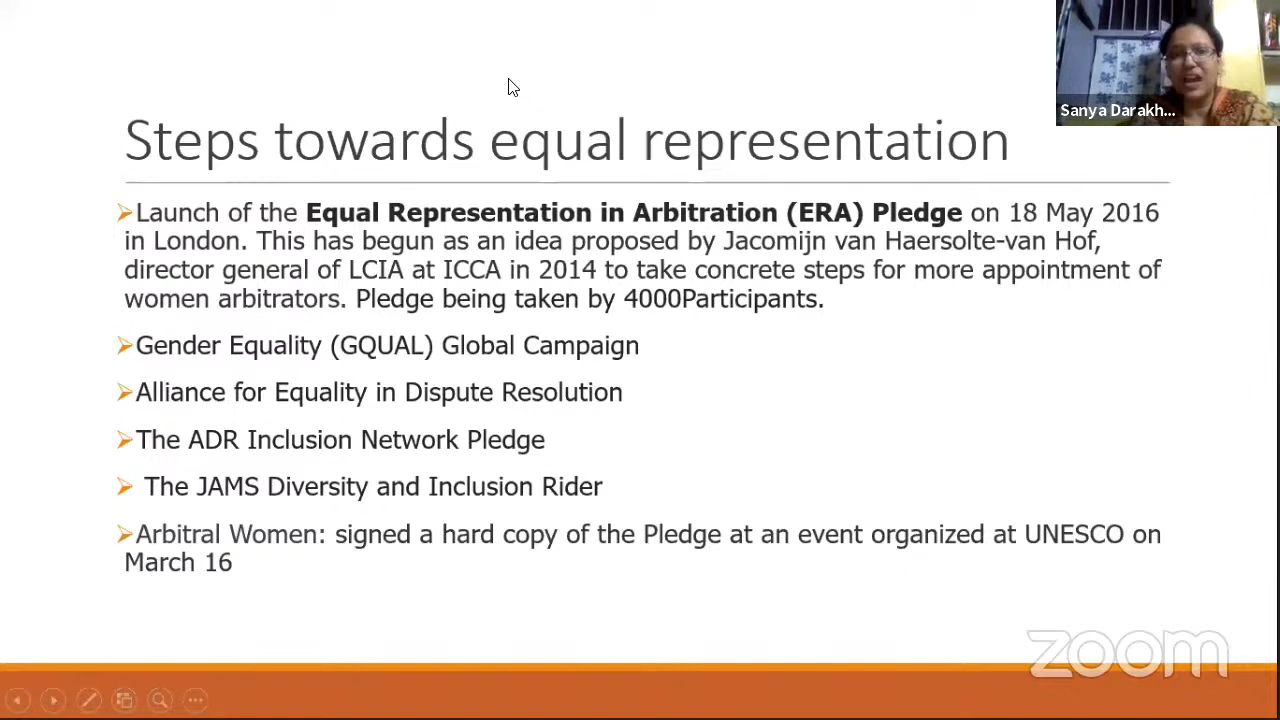 Sanya Darakh...
Steps towards equal representation
Launch of the Equal Representation in Arbitration (ERA) Pledge on 18 May 2016
in London. This has begun as an idea proposed by Jacomijn van Haersolte-van Hof,
director general of LCIA at ICCA in 2014 to take concrete steps for more appointment of
women arbitrators. Pledge being taken by 4000Participants.
Gender Equality (GQUAL) Global Campaign
Alliance for Equality in Dispute Resolution
The ADR Inclusion Network Pledge
The JAMS Diversity and Inclusion Rider
Arbitral Women: signed a hard copy of the Pledge at an event organized at UNESCO on
March 16
zoom